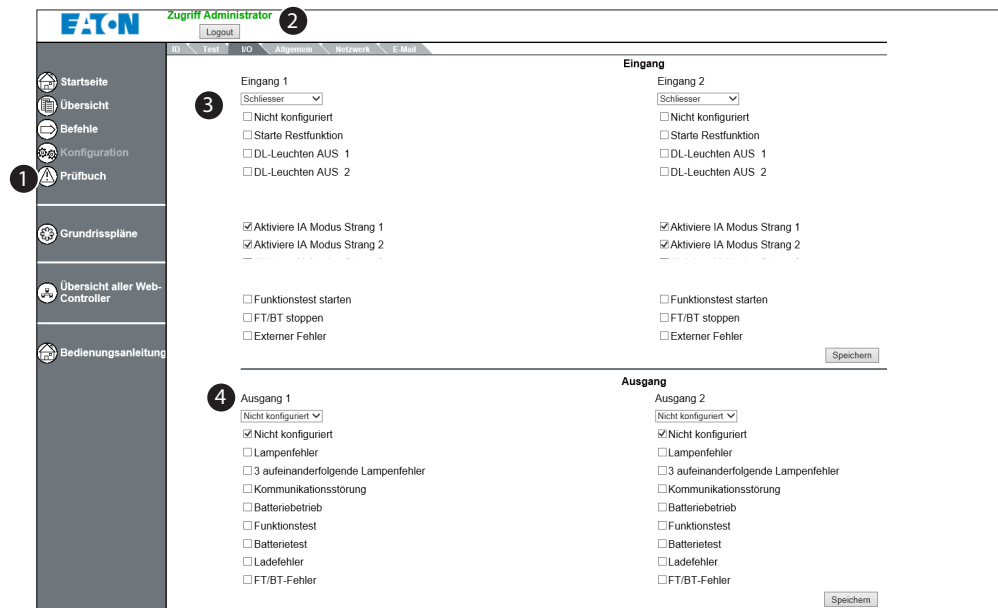 EATON
Zugriff Administrator
2
Logout
ID Test I/O Allgemein Netzwerk E-Mail
Eingang
Startseite
Übersicht
Befehle
Konfiguration
1
Prüfbuch
Grundrisspläne
Übersicht aller Web-
Controller
Bedienungsanleitung
3
Eingang 1
Schliesser
Nicht konfiguriert
Starte Restfunktion
DL-Leuchten AUS 1
DL-Leuchten AUS 2
Aktiviere IA Modus Strang 1
Aktiviere IA Modus Strang 2
Funktionstest starten
FT/BT stoppen
Externer Fehler
Eingang 2
Schliesser
Nicht konfiguriert
Starte Restfunktion
DL-Leuchten AUS 1
DL-Leuchten AUS 2
Aktiviere IA Modus Strang 1
Aktiviere IA Modus Strang 2
Funktionstest starten
FT/BT stoppen
Externer Fehler
Speichern
Ausgang
4
Ausgang 1
Nicht konfiguriert
Nicht konfiguriert
Lampenfehler
3 aufeinanderfolgende Lampenfehler
Kommunikationsstörung
Batteriebetrieb
Funktionstest
Batterietest
Ladefehler
FT/BT-Fehler
Ausgang 2
Nicht konfiguriert
Nicht konfiguriert
Lampenfehler
3 aufeinanderfolgende Lampenfehler
Kommunikationsstörung
Batteriebetrieb
Funktionstest
Batterietest
Ladefehler
FT/BT-Fehler
Speichern